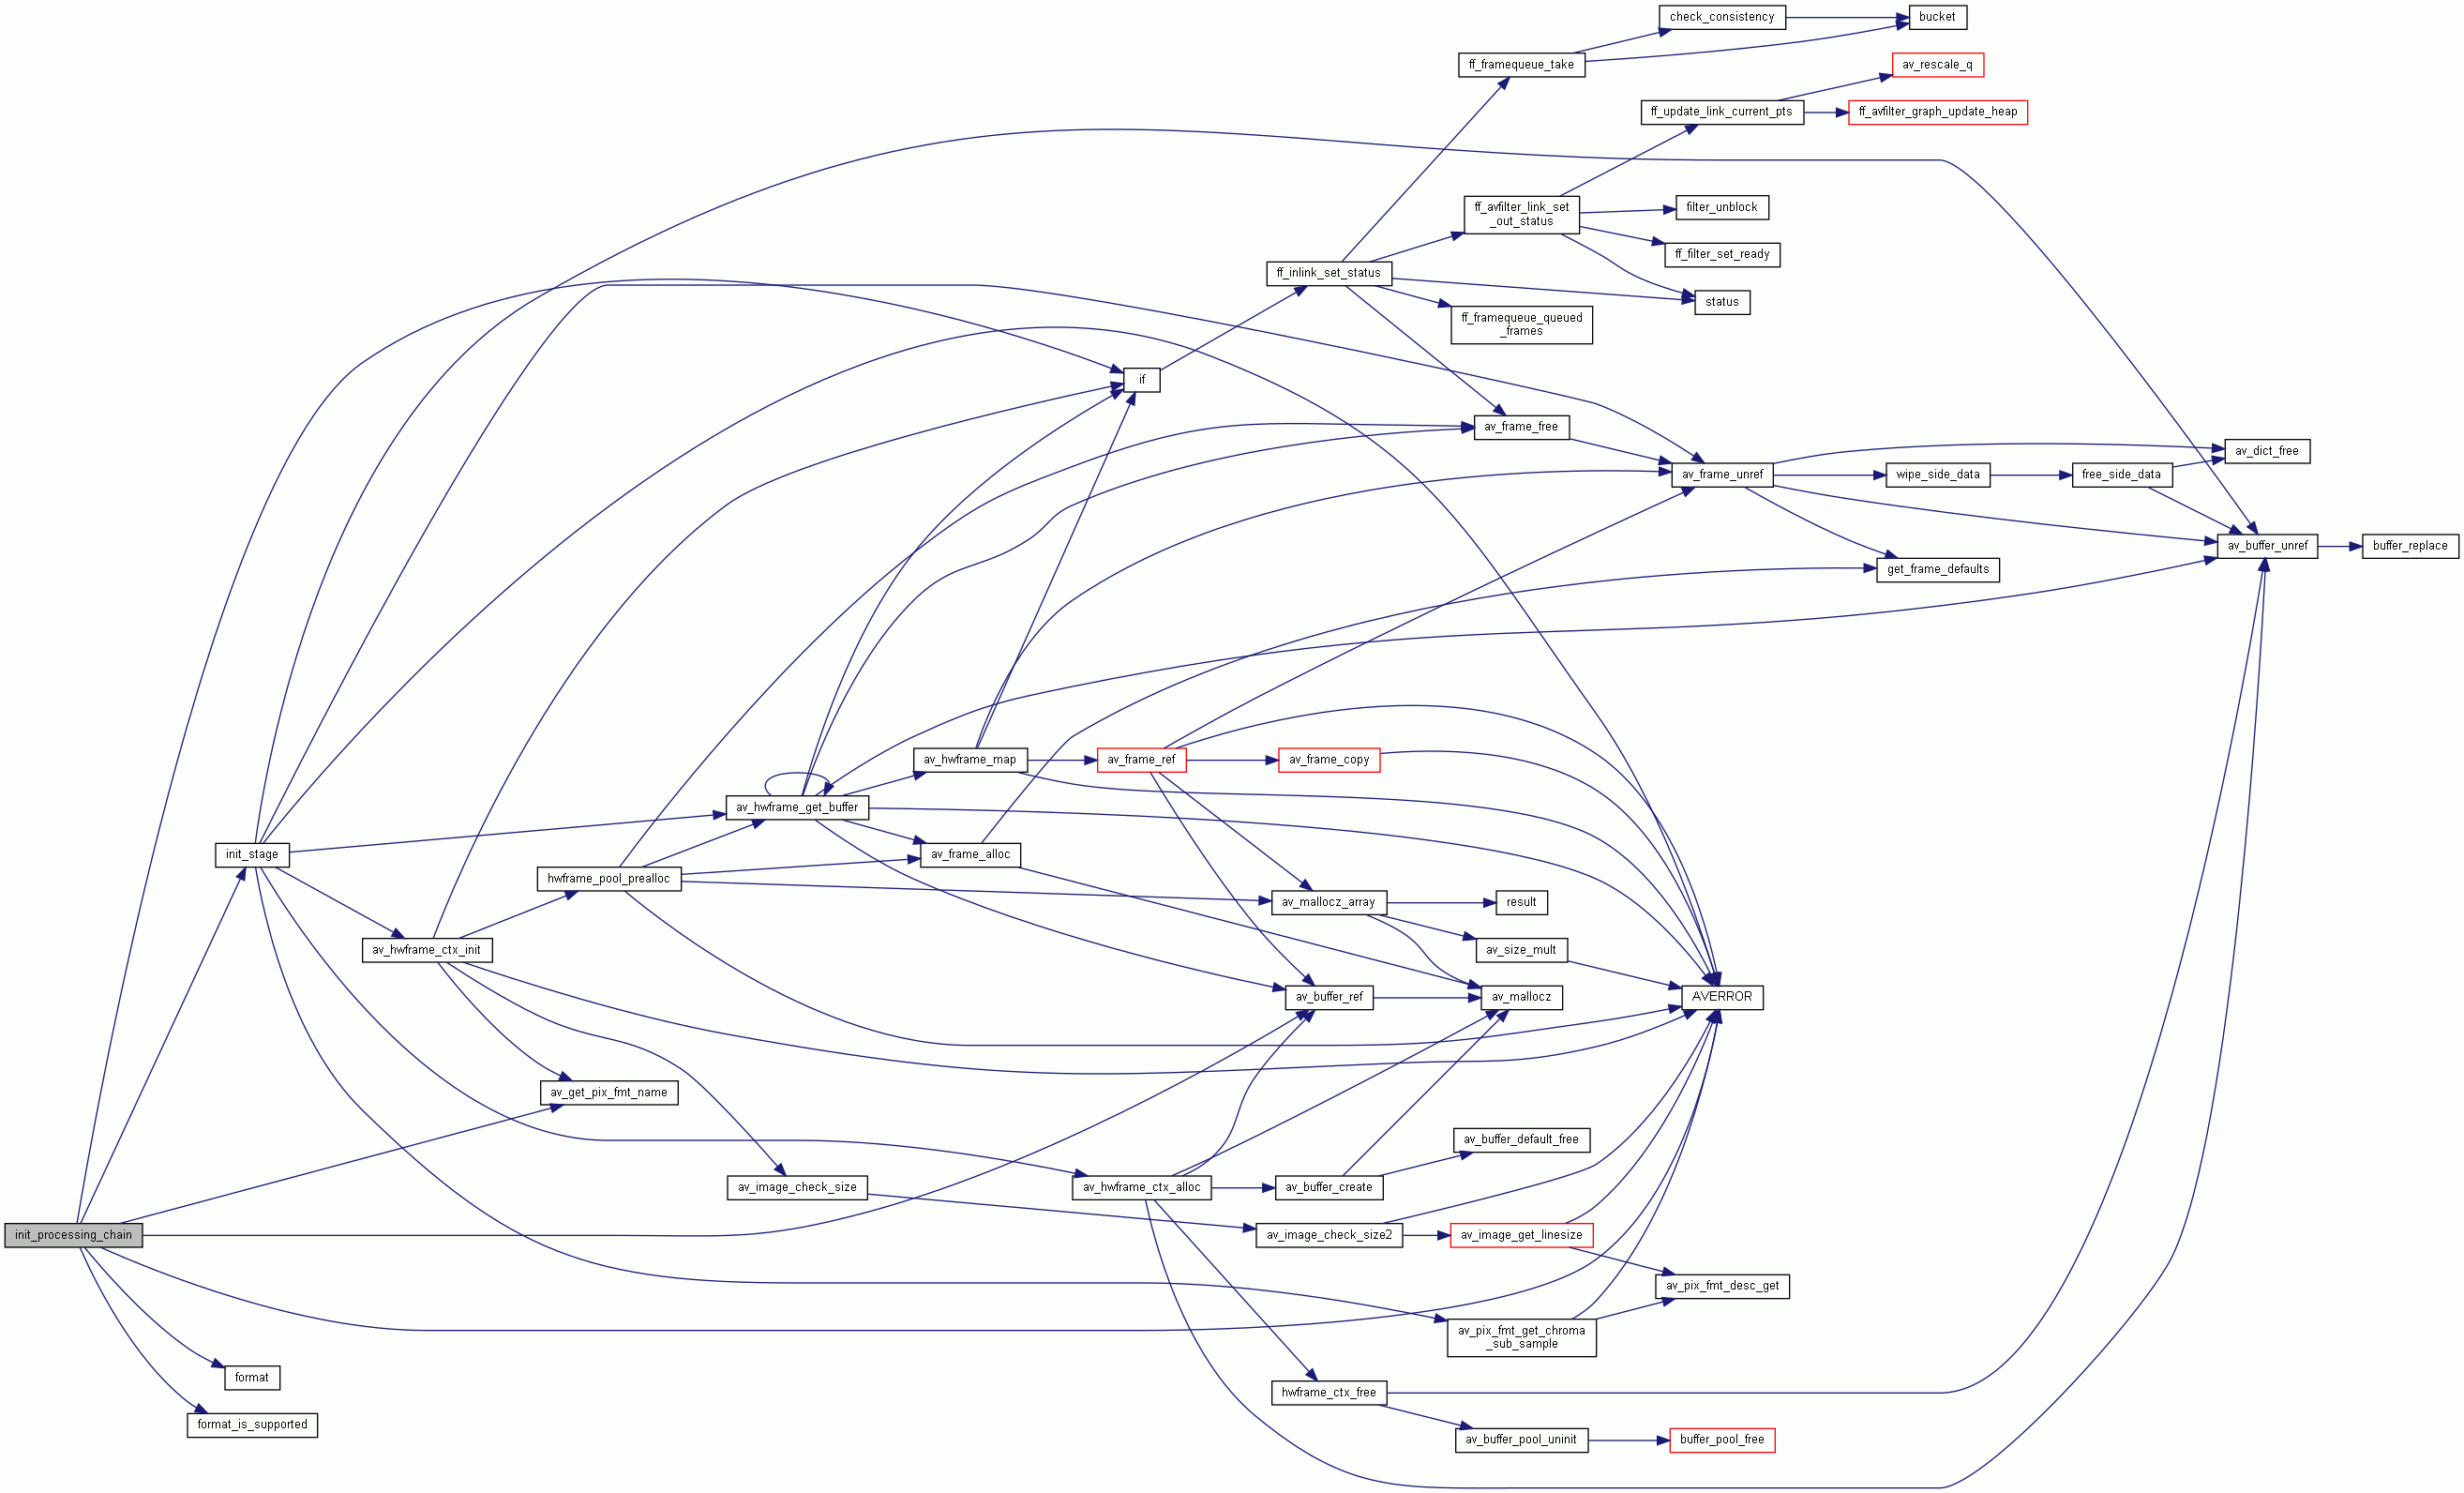 check_consistency
bucket
ff_framequeue_take
av_rescale_q
ff_update_link_current_pts
ff_avfilter_graph_update_heap
ff_avfilter_link_set
_out_status
filter_unblock
ff_filter_set_ready
ff_inlink_set_status
status
ff_framequeue_queued
_frames
if
av_frame_free
av_dict_free
av_frame_unref
wipe_side_data
free_side_data
av_buffer_unref
buffer_replace
get_frame_defaults
av_hwframe_map
av_frame_ref
av_frame_copy
av_hwframe_get_buffer
init_stage
av_frame_alloc
hwframe_pool_prealloc
av_mallocz_array
result
av_hwframe_ctx_init
av_size_mult
av_buffer_ref
av_mallocz
AVERROR
av_get_pix_fmt_name
av_buffer_default_free
av_image_check_size
av_hwframe_ctx_alloc
av_buffer_create
init_processing_chain
av_image_check_size2
av_image_get_linesize
av_pix_fmt_desc_get
av_pix_fmt_get_chroma
_sub_sample
format
hwframe_ctx_free
format_is_supported
av_buffer_pool_uninit
buffer_pool_free